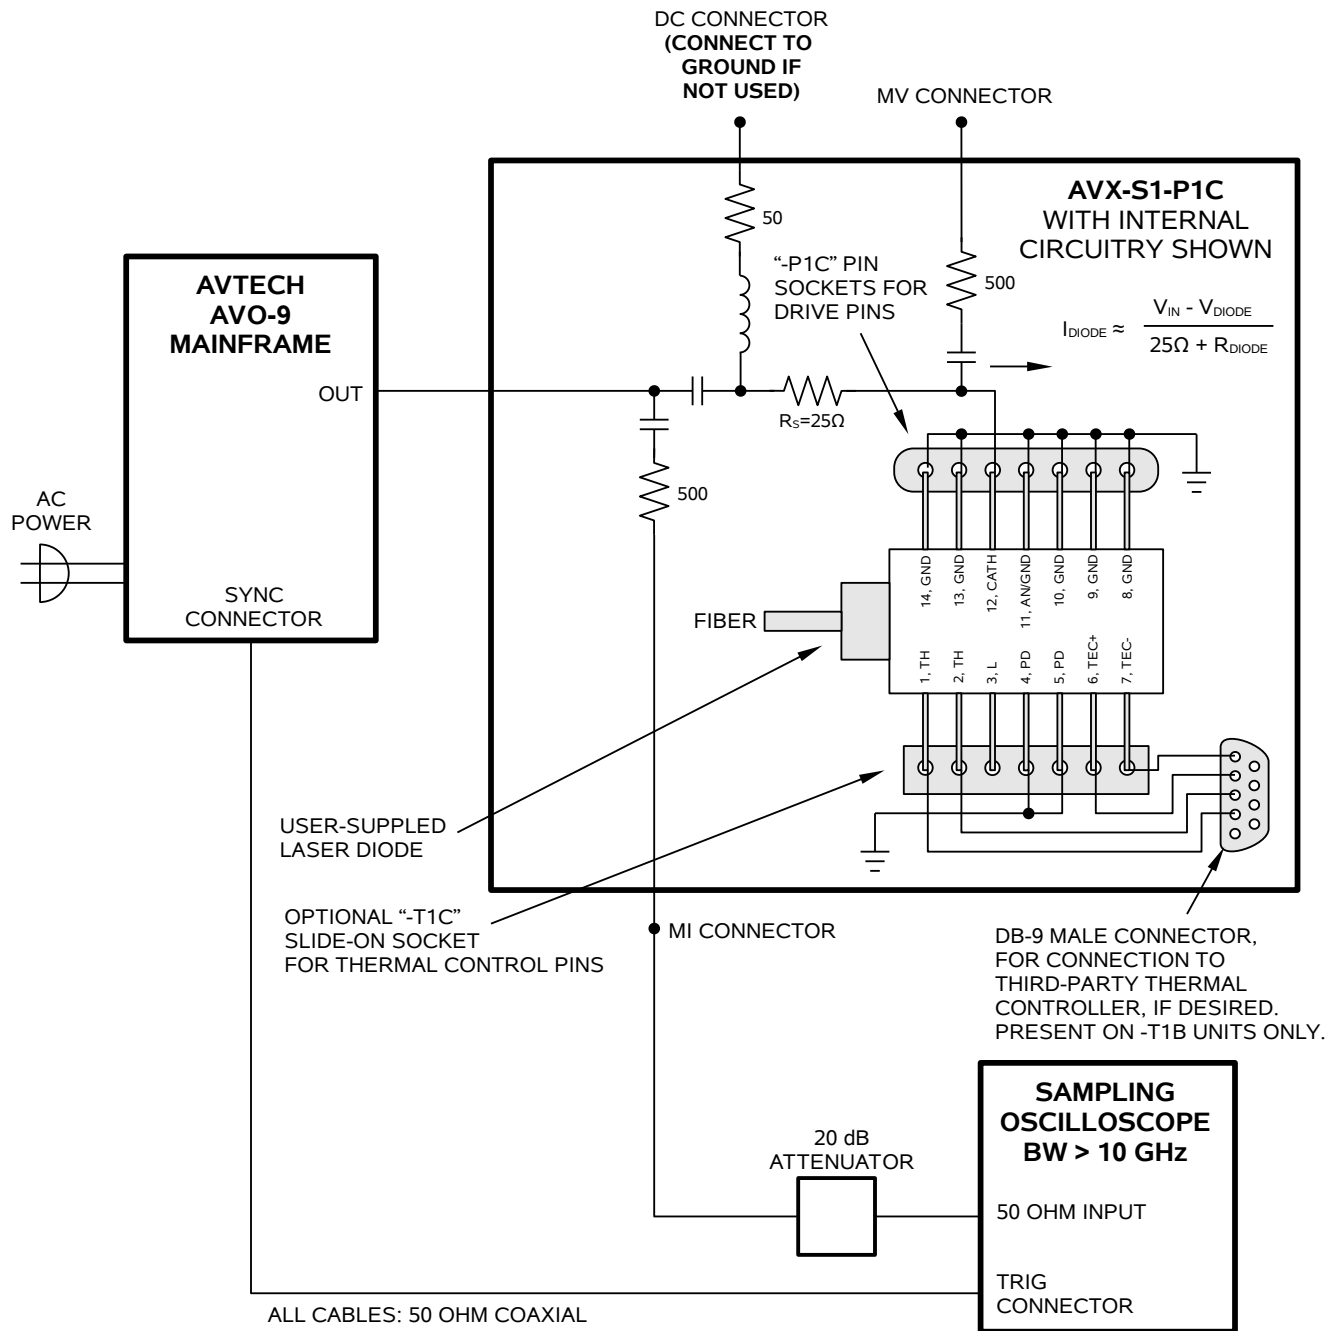 DC CONNECTOR
(CONNECT TO
GROUND IF
NOT USED)
MV CONNECTOR
AVX-S1-P1C
WITH INTERNAL
CIRCUITRY SHOWN
50
500
"-P1C" PIN
SOCKETS FOR
DRIVE PINS
IDIODE ≈ VIN - VDIODE
25Ω + RDIODE
AVTECH
AVO-9
MAINFRAME
OUT
RS=25Ω
500
AC
POWER
SYNC
CONNECTOR
FIBER
14, GND
13, GND
12, CATH
11, AN/GND
10, GND
9, GND
8, GND
1, TH
2, TH
3, L
4, PD
5, PD
6, TEC+
7, TEC-
USER-SUPPLED
LASER DIODE
OPTIONAL "-T1C"
SLIDE-ON SOCKET
FOR THERMAL CONTROL PINS
MI CONNECTOR
DB-9 MALE CONNECTOR,
FOR CONNECTION TO
THIRD-PARTY THERMAL
CONTROLLER, IF DESIRED.
PRESENT ON -T1B UNITS ONLY.
20 dB
ATTENUATOR
SAMPLING
OSCILLOSCOPE
BW > 10 GHz
50 OHM INPUT
TRIG
CONNECTOR
ALL CABLES: 50 OHM COAXIAL